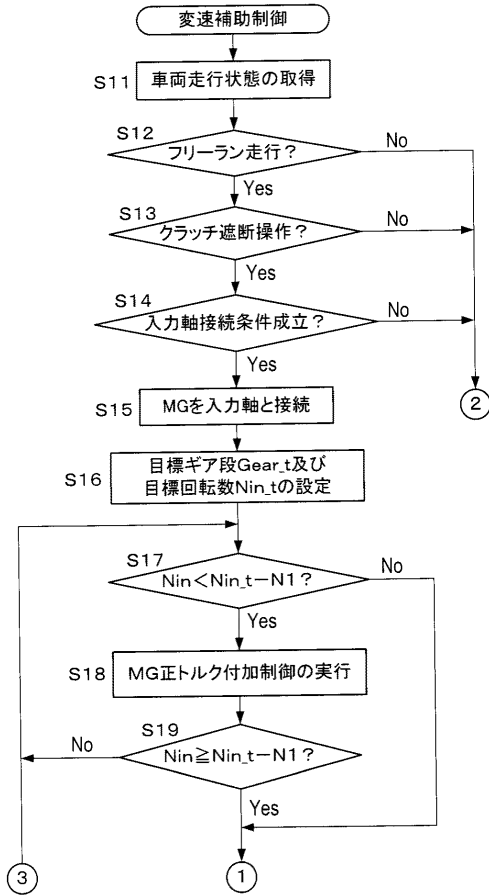 変速補助制御
S11
車両走行状態の取得
S12
フリーラン走行？
No
Yes
S13
クラッチ遮断操作？
No
Yes
S14
入力軸接続条件成立？
No
Yes
2
S15
MGを入力軸と接続
S16
目標ギア段Gear_t及び
目標回転数Nin_tの設定
S17
Nin＜Nin_t－N1？
No
Yes
S18
MG正トルク付加制御の実行
S19
Nin≧Nin_t－N1？
No
Yes
3
1